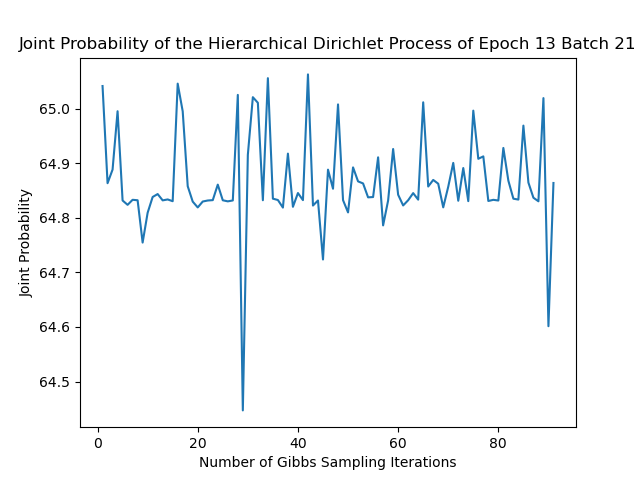 Joint Probability of the Hierarchical Dirichlet Process of Epoch 13 Batch 21
65.0
64.9
64.8
64.7
64.6
64.5
Joint Probability
0 20 40 60 80
Number of Gibbs Sampling Iterations